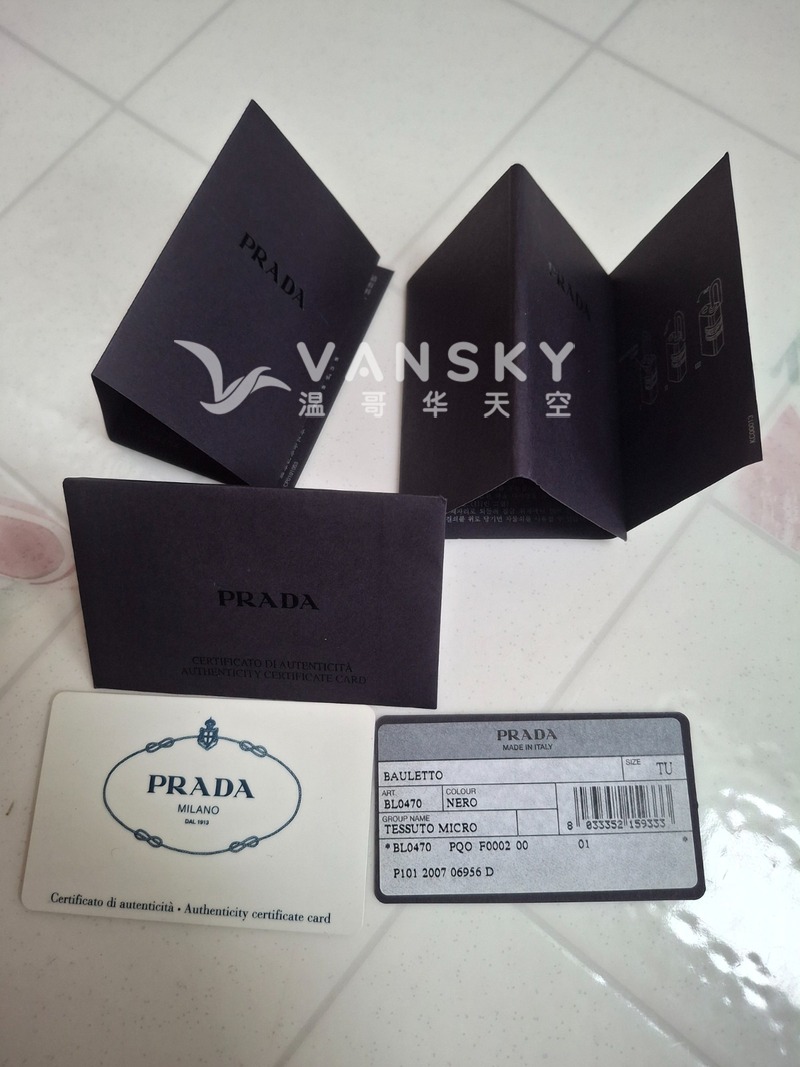 PRADA
PRADA
VANSKY
温哥华天空
PRADA
CERTIFICATO DI AUTENTICITÀ
AUTHENTICITY CERTIFICATE CARD
PRADA
MILANO
DAL 1913
Certificato di autenticità • Authenticity certificate card
PRADA
MADE IN ITALY
BAULETTO
SIZE
TU
ART.
BL0470
COLOUR
NERO
GROUP NAME
TESSUTO MICRO
8 033352 159333
*BL0470 PQO F0002 00 01
P101 2007 06956 D